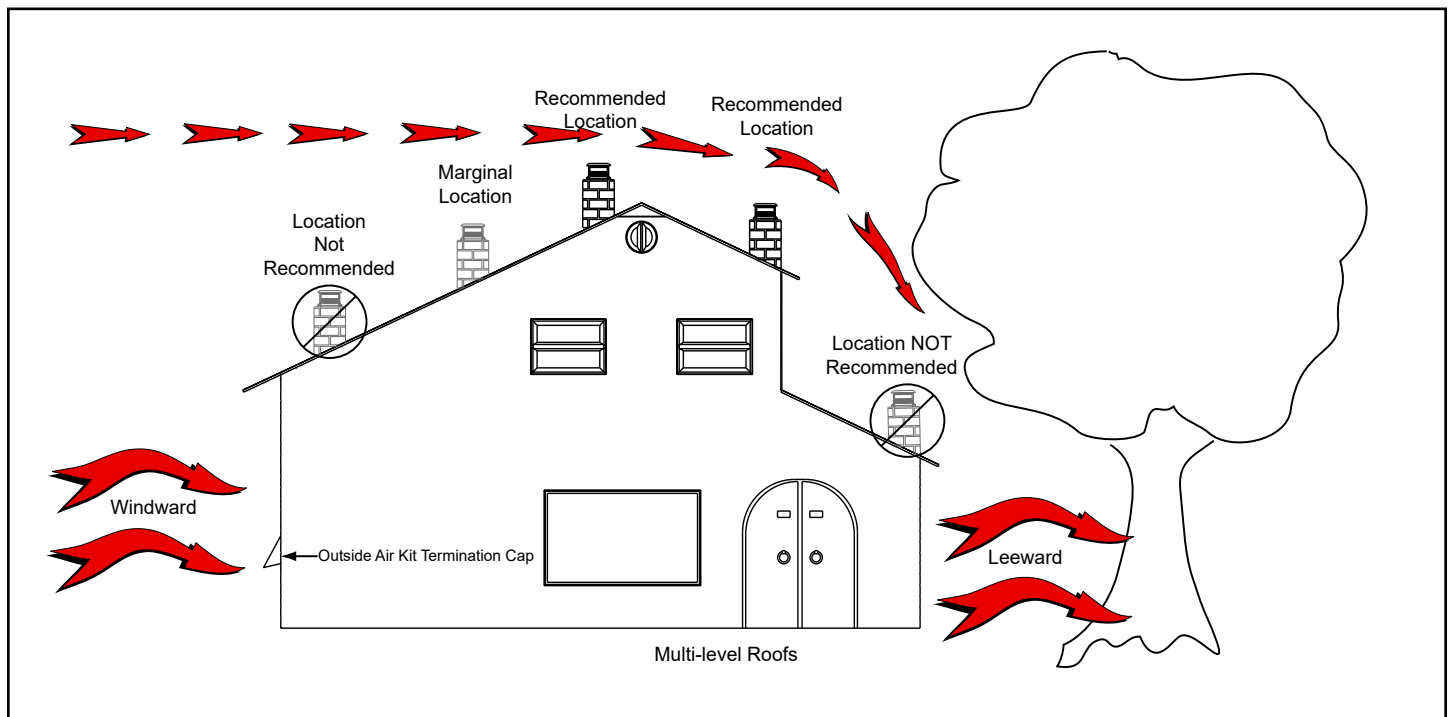 Recommended
Location
Recommended
Location
Marginal
Location
Location
Not
Recommended
Location NOT
Recommended
Windward
Outside Air Kit Termination Cap
Leeward
Multi-level Roofs